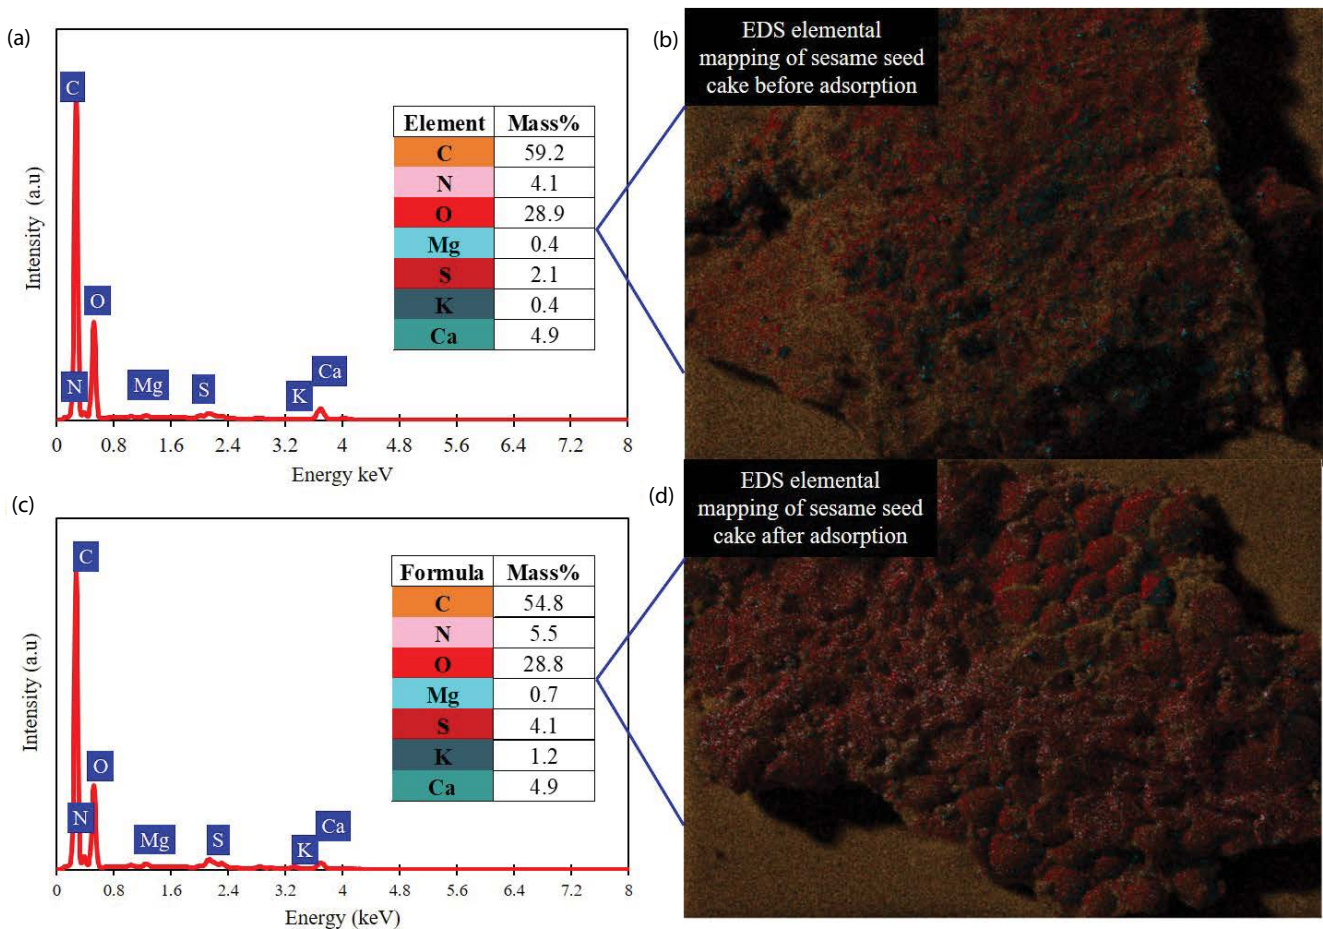 (a)
C
O
N
Mg
S
K
Ca
Intensity (a.u)
0 0.8 1.6 2.4 3.2 4 4.8 5.6 6.4 7.2 8
Energy keV
Element Mass%
C 59.2
N 4.1
O 28.9
Mg 0.4
S 2.1
K 0.4
Ca 4.9
(b)
EDS elemental
mapping of sesame seed
cake before adsorption
(c)
C
O
N
Mg
S
K
Ca
Intensity (a.u)
0 0.8 1.6 2.4 3.2 4 4.8 5.6 6.4 7.2 8
Energy (keV)
Formula Mass%
C 54.8
N 5.5
O 28.8
Mg 0.7
S 4.1
K 1.2
Ca 4.9
(d)
EDS elemental
mapping of sesame seed
cake after adsorption